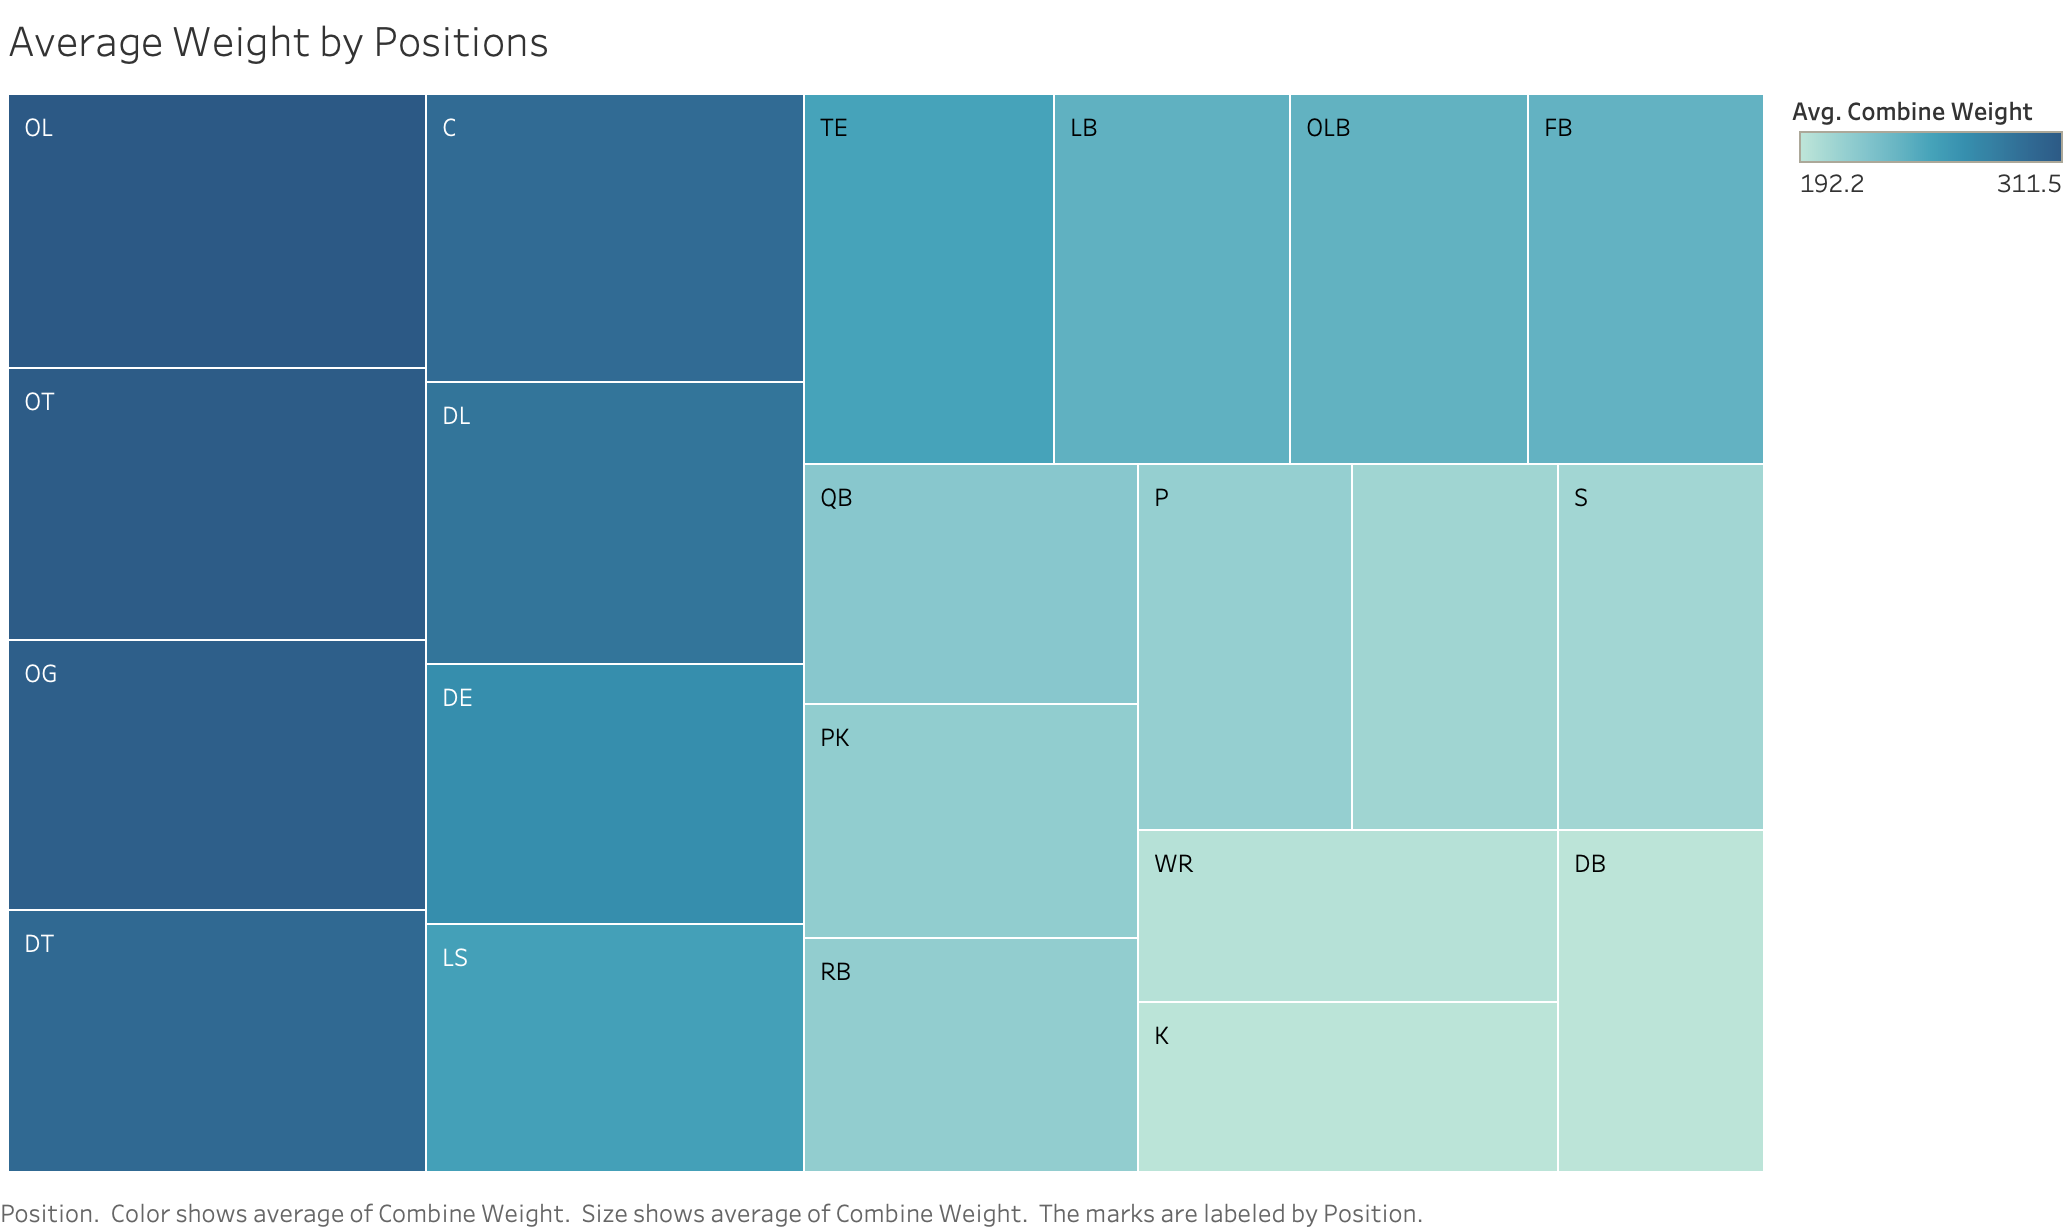 Average Weight by Positions
OL
OT
OG
DT
C
DL
DE
LS
TE
LB
OLB
FB
QB
PK
RB
P
S
WR
K
DB
Avg. Combine Weight
192.2 311.5
Position.  Color shows average of Combine Weight.  Size shows average of Combine Weight.  The marks are labeled by Position.